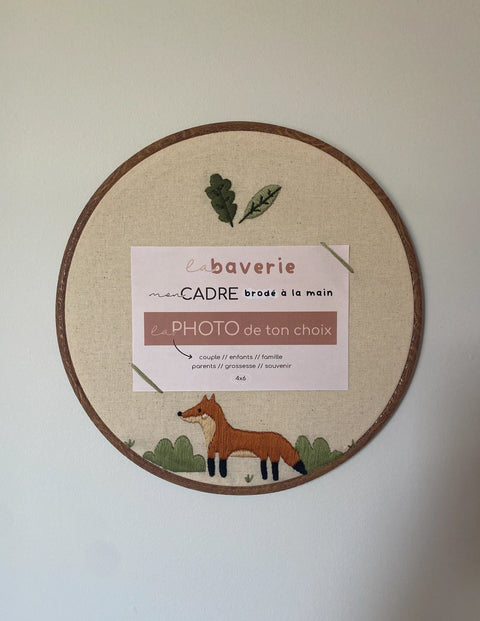 la baverie
mon CADRE brodé à la main
la PHOTO de ton choix
couple // enfants // famille
parents // grossesse // souvenir
4x6